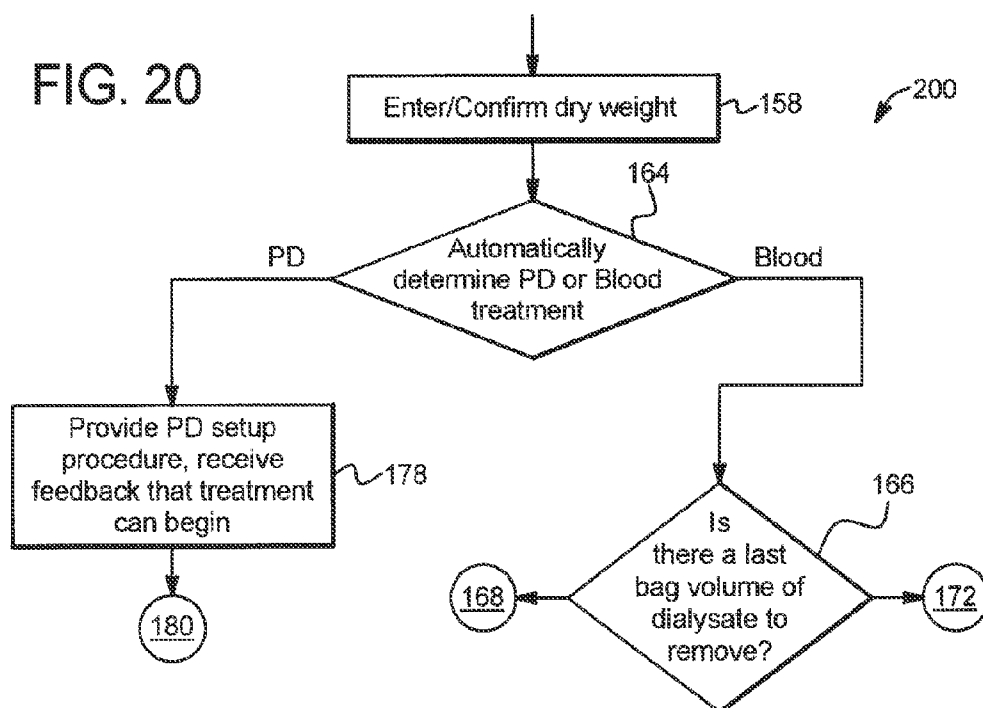 FIG. 20
Enter/Confirm dry weight
158
200
164
PD
Automatically
determine PD or Blood
treatment
Blood
Provide PD setup
procedure, receive
feedback that treatment
can begin
178
166
Is
there a last
bag volume of
dialysate to
remove?
168
172
180